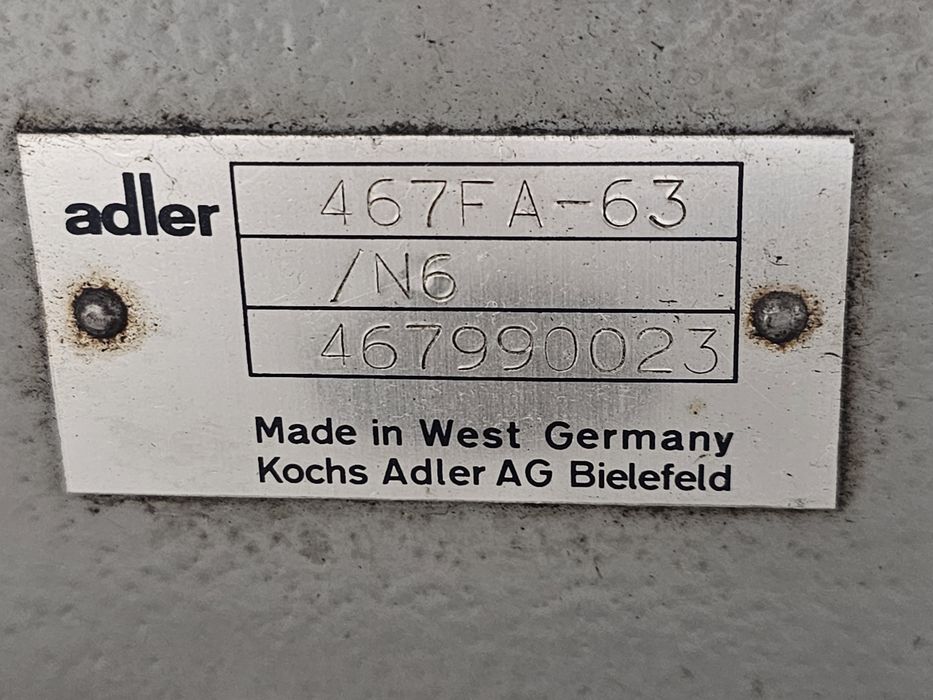 adler
467FA-63
/N6
467990023
Made in West Germany
Kochs Adler AG Bielefeld